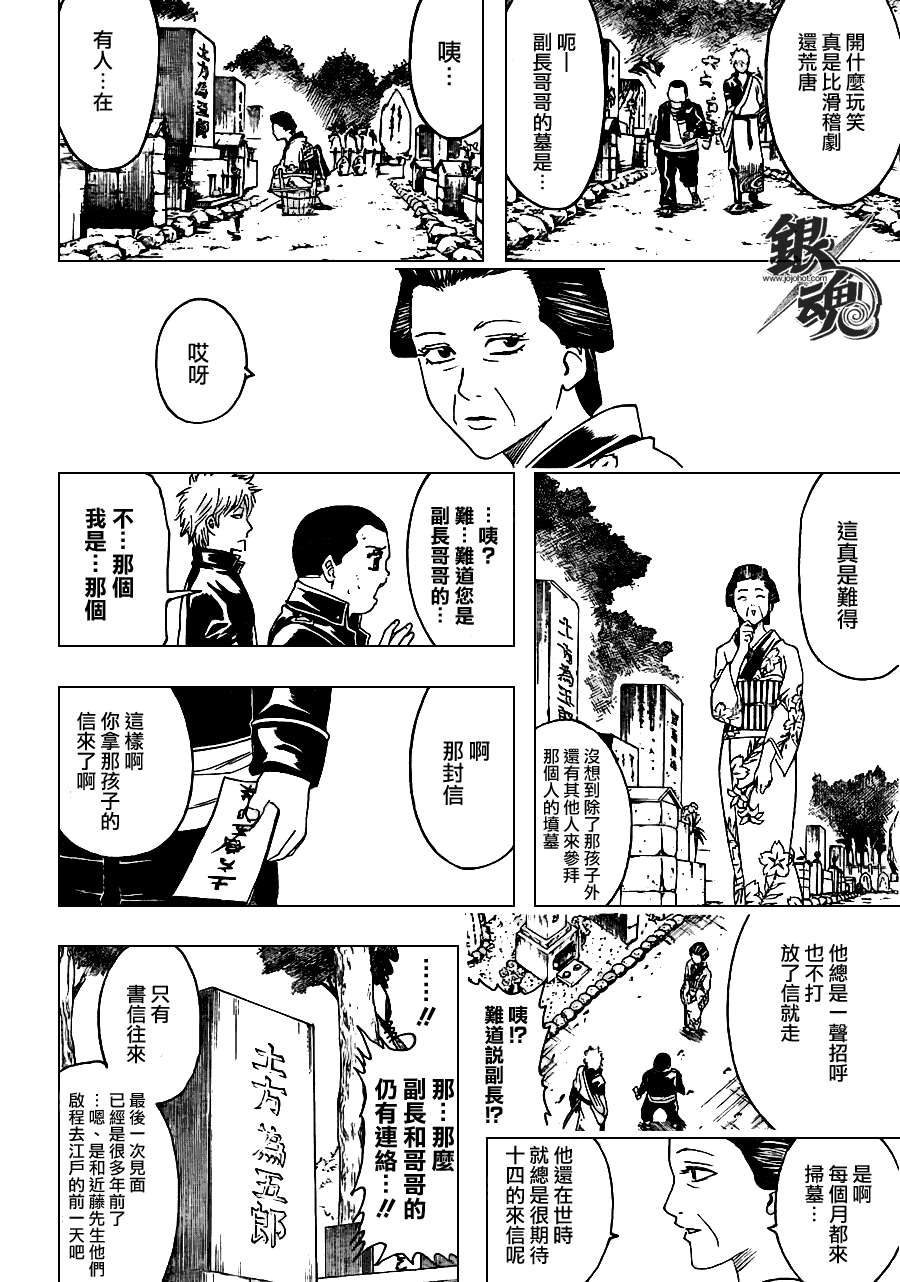 開什麼玩笑
真是比滑稽劇
還荒唐
呃—
副長哥哥的墓是…
咦…
有人…在
土方為五郎
銀魂
www.jojohot.com
哎呀
這真是難得
沒想到除了那孩子外
還有其他人來參拜
那個人的墳墓
土方為五郎
…咦?
難…難道您是
副長哥哥的…
不…那個
我是…那個
啊
那封信
這樣啊
你拿那孩子的
信來了啊
他總是一聲招呼
也不打
放了信就走
咦!?
難道說副長!?
是啊
每個月都來
掃墓…
他還在世時
就總是很期待
十四的來信呢
………!!
那…那麼
副長和哥哥的
仍有連絡…!!
土方為五郎
只有
書信往來
最後一次見面
已經是很多年前了
…嗯、是和近藤先生他們
啟程去江戶的前一天吧